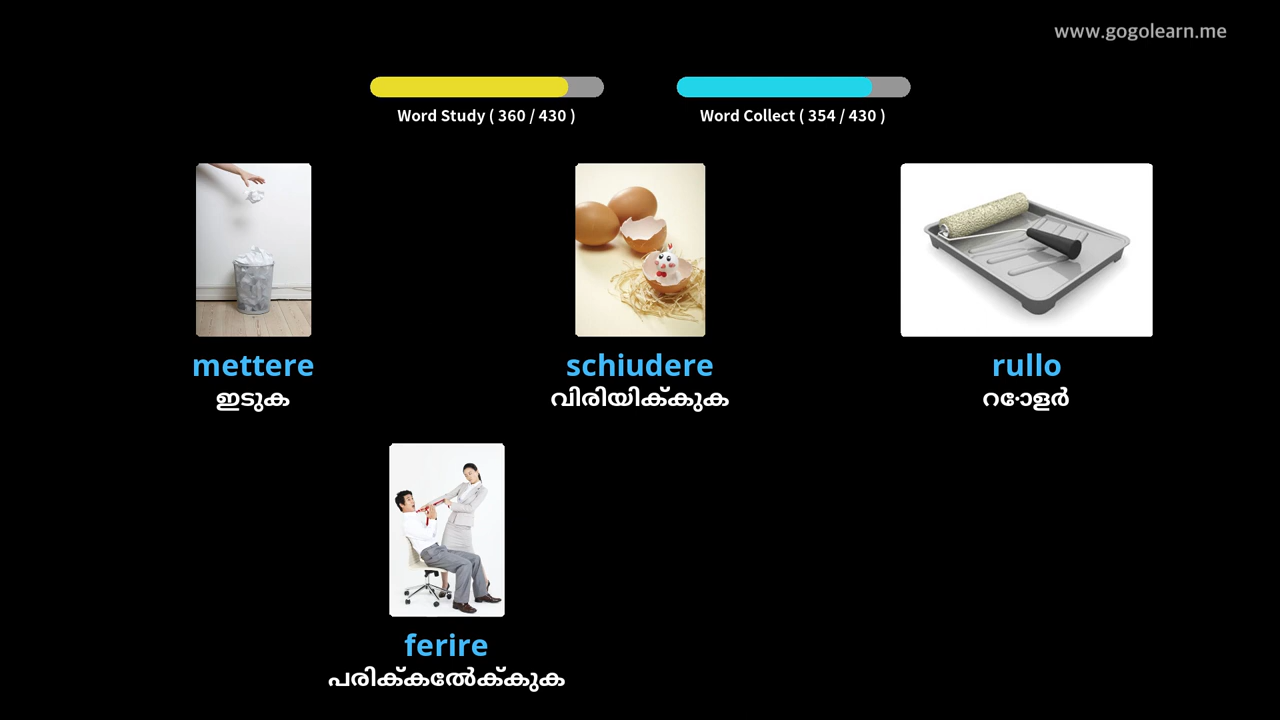 www.gogolearn.me
Word Study ( 360 / 430 )
Word Collect ( 354 / 430 )
mettere
ഇടുക
schiudere
വിരിയിക്കുക
rullo
റോളർ
ferire
പരിക്കേൽക്കുക